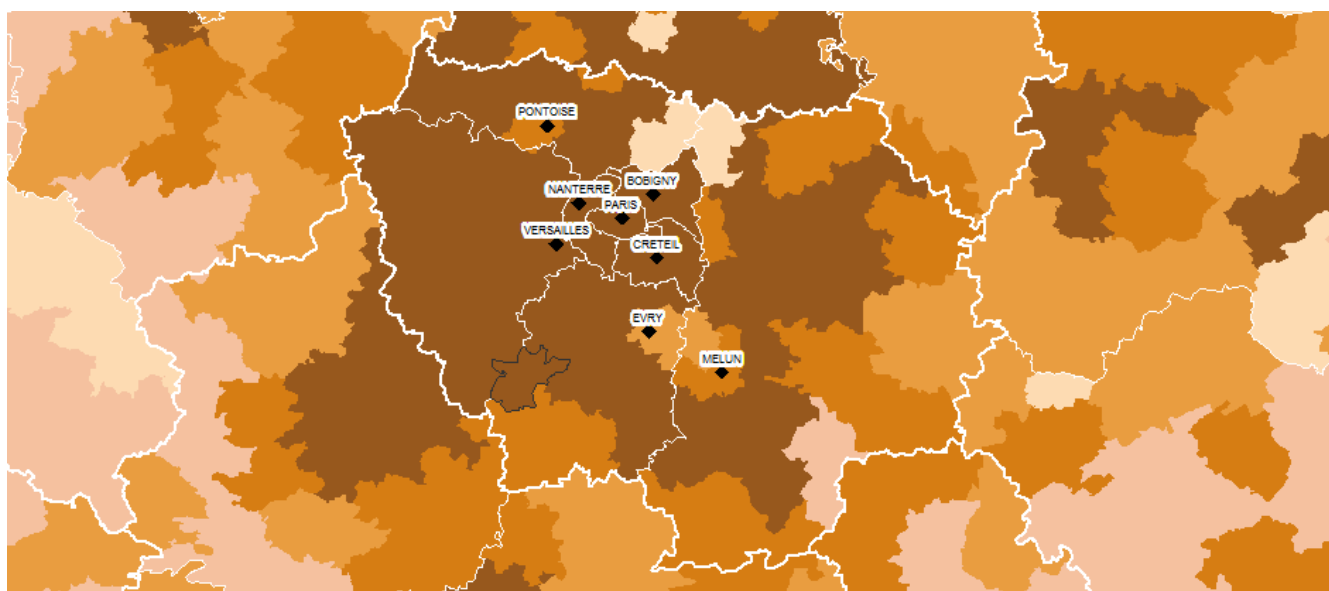 PONTOISE
BOBIGNY
NANTERRE
PARIS
VERSAILLES
CRETEIL
EVRY
MELUN